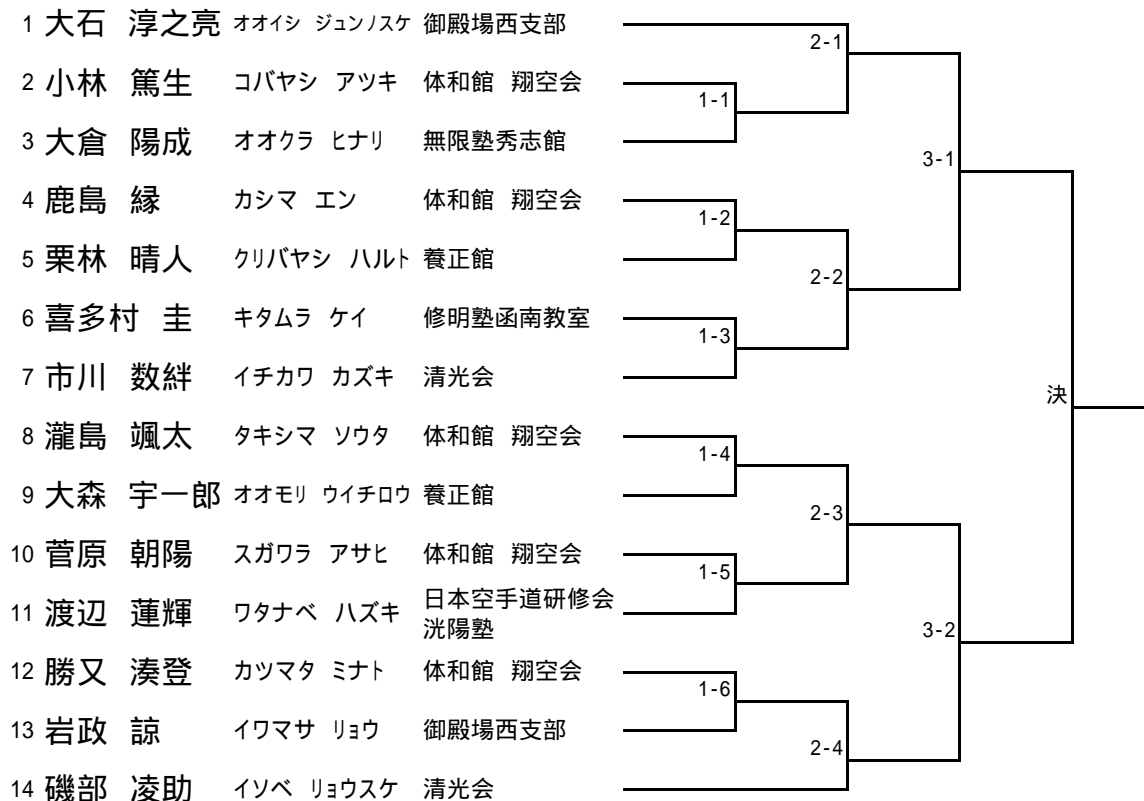 1 大石 淳之亮 オオイシ ジュンノスケ 御殿場西支部
2-1
2 小林 篤生 コバヤシ アツキ 体和館 翔空会
1-1
3 大倉 陽成 オオクラ ヒナリ 無限塾秀志館
3-1
4 鹿島 縁 カシマ エン 体和館 翔空会
1-2
5 栗林 晴人 クリバヤシ ハルト 養正館
2-2
6 喜多村 圭 キタムラ ケイ 修明塾函南教室
1-3
7 市川 数絆 イチカワ カズキ 清光会
決
8 瀧島 颯太 タキシマ ソウタ 体和館 翔空会
1-4
9 大森 宇一郎 オオモリ ウイチロウ 養正館
2-3
10 菅原 朝陽 スガワラ アサヒ 体和館 翔空会
1-5
11 渡辺 蓮輝 ワタナベ ハズキ 日本空手道研修会
洸陽塾
3-2
12 勝又 湊登 カツマタ ミナト 体和館 翔空会
1-6
13 岩政 諒 イワマサ リョウ 御殿場西支部
2-4
14 磯部 凌助 イソベ リョウスケ 清光会